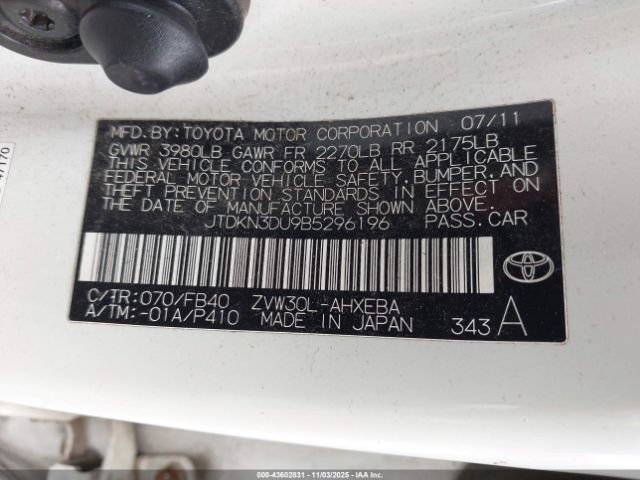 MFD.BY:TOYOTA MOTOR CORPORATION 07/11
GVWR 3980LB GAWR FR 2270LB RR 2175LB
THIS VEHICLE CONFORMS TO ALL APPLICABLE
FEDERAL MOTOR VEHICLE SAFETY, BUMPER, AND
THEFT PREVENTION STANDARDS IN EFFECT ON
THE DATE OF MANUFACTURE SHOWN ABOVE.
JTDKN3DU9B5296196 PASS.CAR
C/TR:070/FB40 ZVW30L-AHXEBA
A/TM:-01A/P410 MADE IN JAPAN 343 A
47170
000-43602831 - 11/03/2025 - IAAI.COM